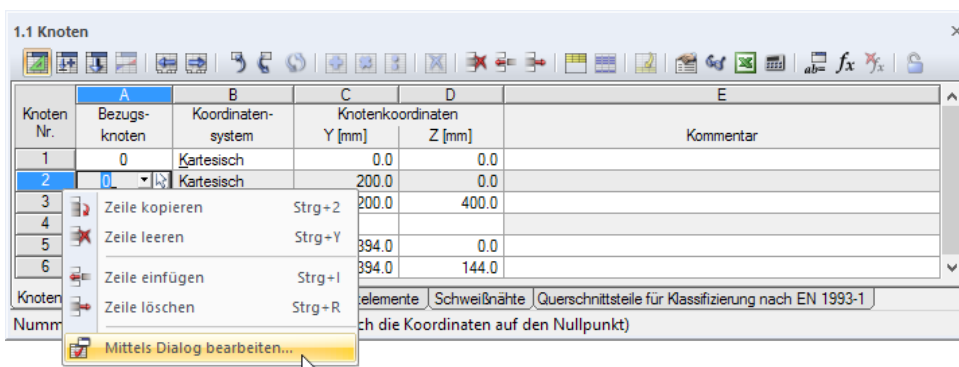 1.1 Knoten
A B C D E
Knoten Bezugs- Koordinaten- Knotenkoordinaten
Nr. knoten system Y [mm] Z [mm] Kommentar
1 0 Kartesisch 0.0 0.0
2 0 Kartesisch 200.0 0.0
3 200.0 400.0
4
5 394.0 0.0
6 394.0 144.0
Zeile kopieren Strg+2
Zeile leeren Strg+Y
Zeile einfügen Strg+I
Zeile löschen Strg+R
Mittels Dialog bearbeiten...
Knoten telemente Schweißnähte Querschnittsteile für Klassifizierung nach EN 1993-1
Numm ch die Koordinaten auf den Nullpunkt)